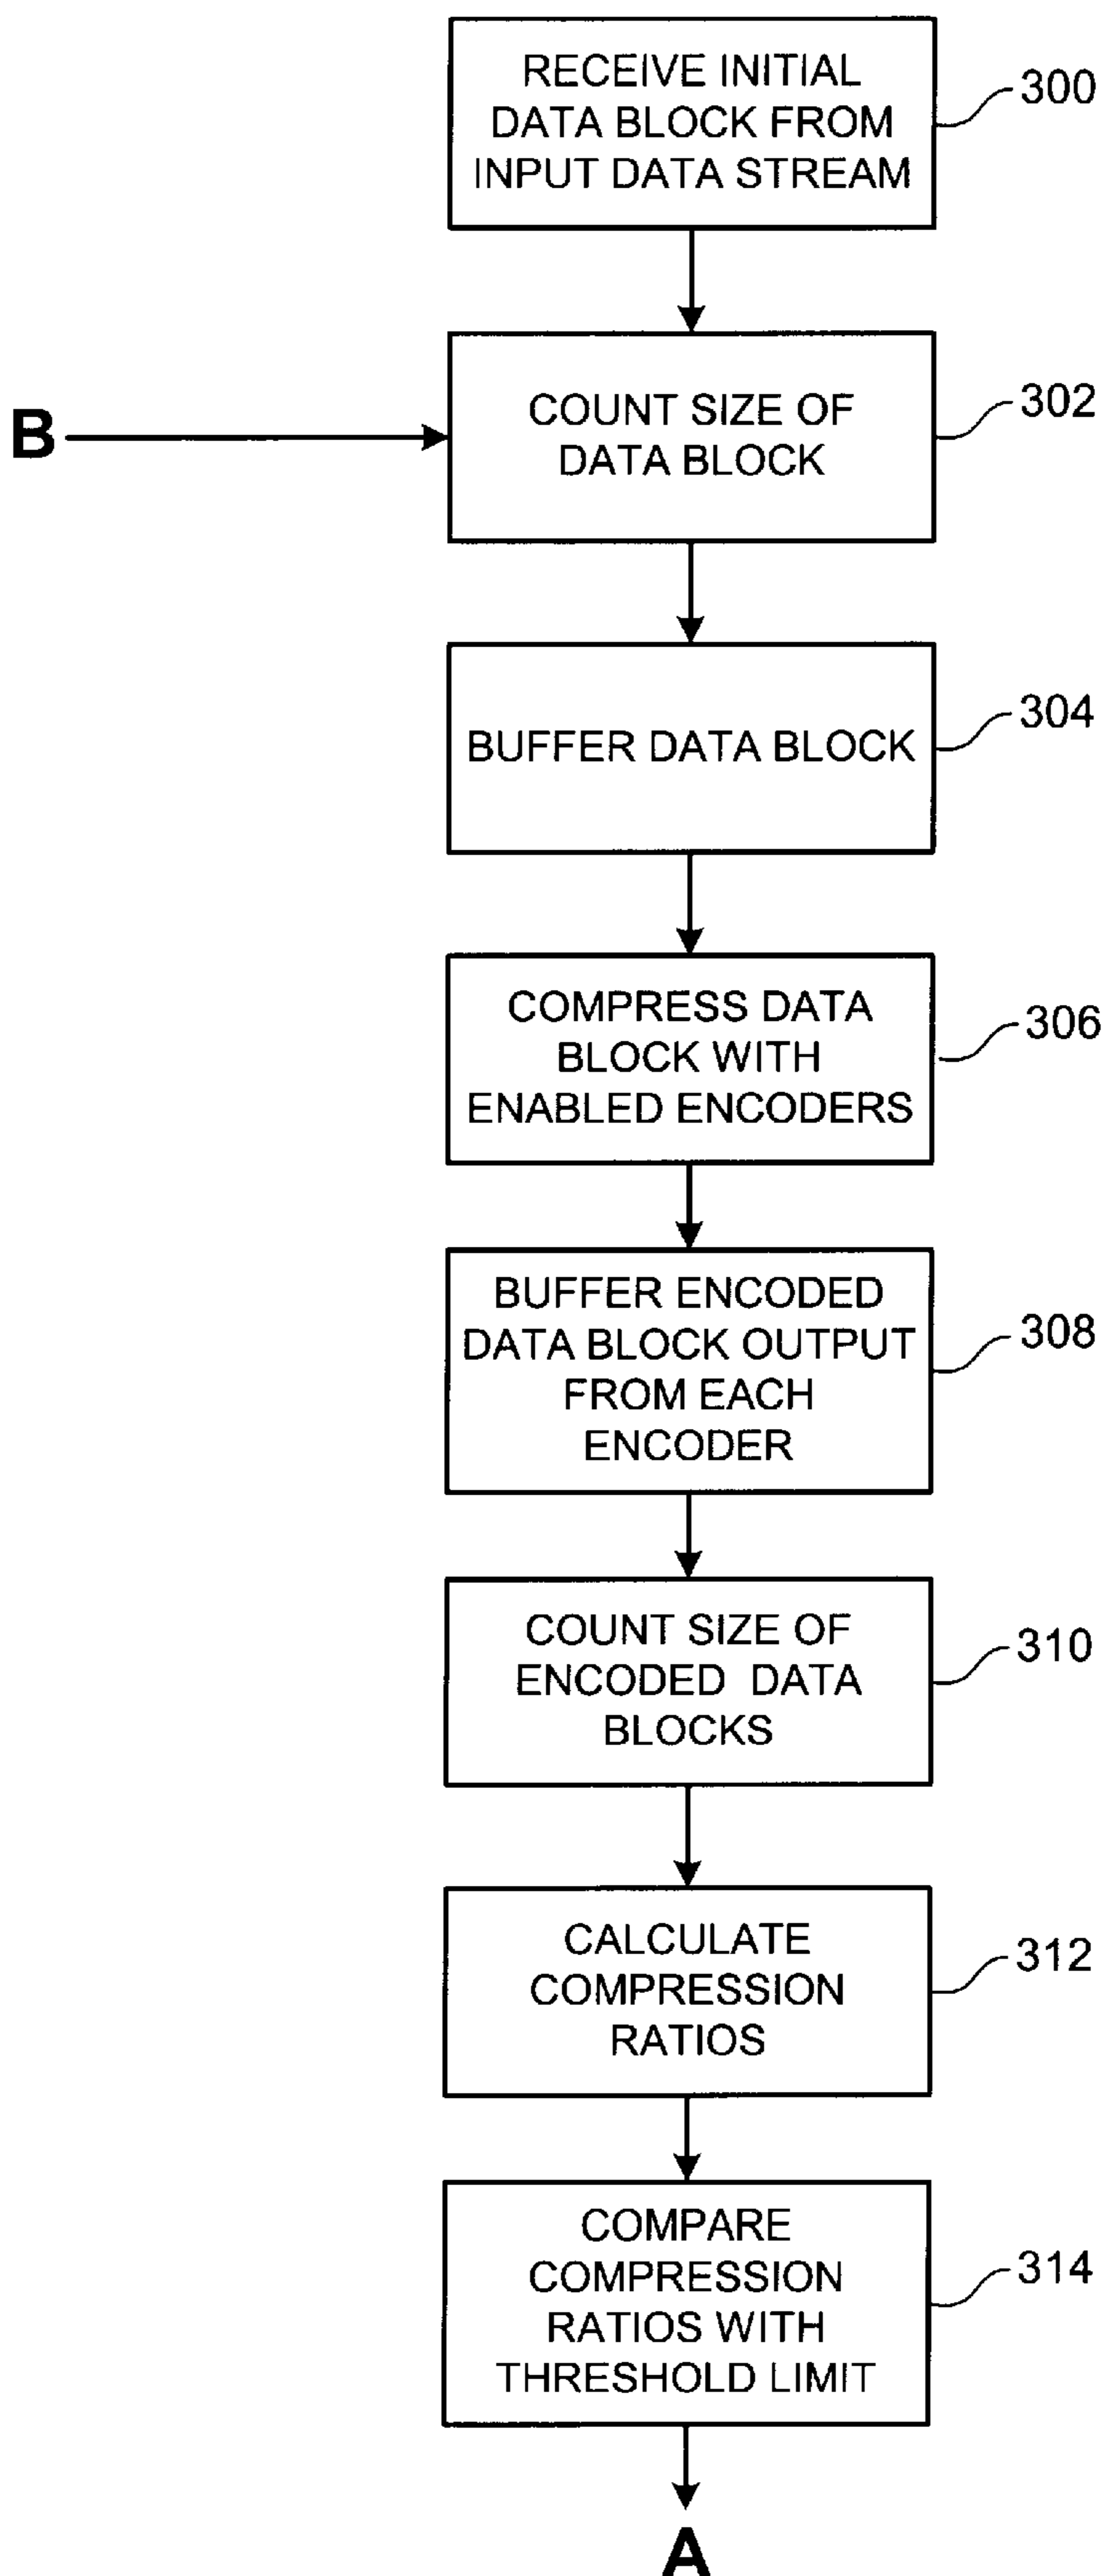 RECEIVE INITIAL
DATA BLOCK FROM
INPUT DATA STREAM
300
B
COUNT SIZE OF
DATA BLOCK
302
BUFFER DATA BLOCK
304
COMPRESS DATA
BLOCK WITH
ENABLED ENCODERS
306
BUFFER ENCODED
DATA BLOCK OUTPUT
FROM EACH
ENCODER
308
COUNT SIZE OF
ENCODED DATA
BLOCKS
310
CALCULATE
COMPRESSION
RATIOS
312
COMPARE
COMPRESSION
RATIOS WITH
THRESHOLD LIMIT
314
A